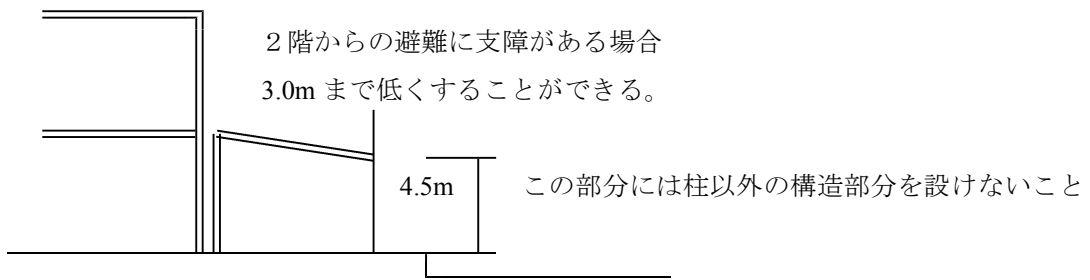 ２階からの避難に支障がある場合
3.0m まで低くすることができる。
4.5m
この部分には柱以外の構造部分を設けないこと